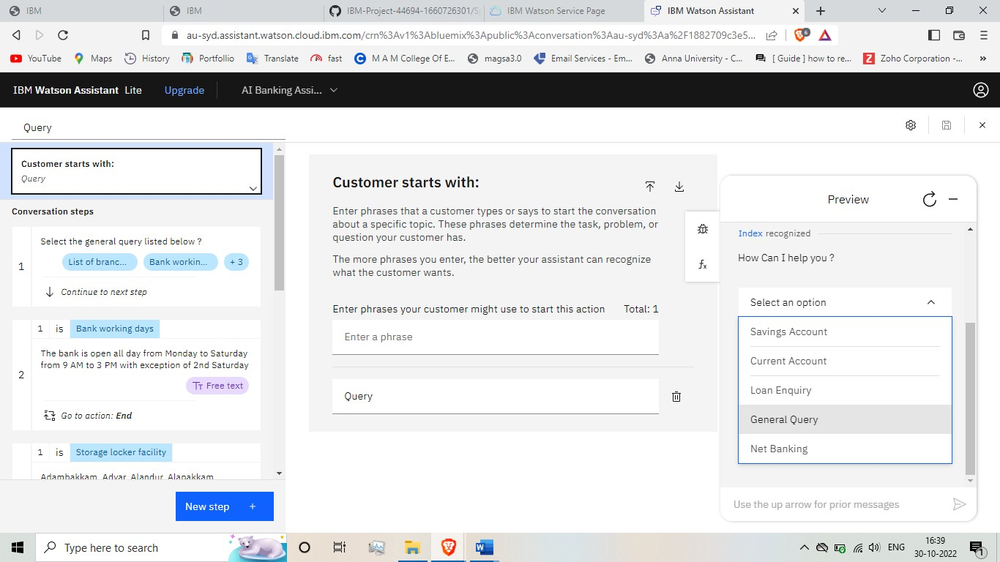 IBM
IBM
IBM-Project-44694-1660726301/S
IBM Watson Service Page
IBM Watson Assistant
au-syd.assistant.watson.cloud.ibm.com/crn%3Av1%3Abluemix%3Apublic%3Aconversation%3Aau-syd%3Aa%2F1882709c3e5...
6
YouTube
Maps
History
Portfollio
Translate
fast
M A M College Of E...
magsa3.0
Email Services - Em...
Anna University - C...
[ Guide ] how to re...
Zoho Corporation -...
IBM Watson Assistant Lite
Upgrade
AI Banking Assi...
Query
Customer starts with:
Query
Conversation steps
1
Select the general query listed below ?
List of branc...
Bank workin...
+ 3
Continue to next step
2
1 is Bank working days
The bank is open all day from Monday to Saturday
from 9 AM to 3 PM with exception of 2nd Saturday
Free text
Go to action: End
1 is Storage locker facility
Adambakkam, Adyar, Alandur, Alapakkam
New step +
Customer starts with:
Enter phrases that a customer types or says to start the conversation
about a specific topic. These phrases determine the task, problem, or
question your customer has.
The more phrases you enter, the better your assistant can recognize
what the customer wants.
Enter phrases your customer might use to start this action
Total: 1
Enter a phrase
Query
Preview
Index recognized
How Can I help you ?
Select an option
Savings Account
Current Account
Loan Enquiry
General Query
Net Banking
Use the up arrow for prior messages
Type here to search
ENG
16:39
30-10-2022
1